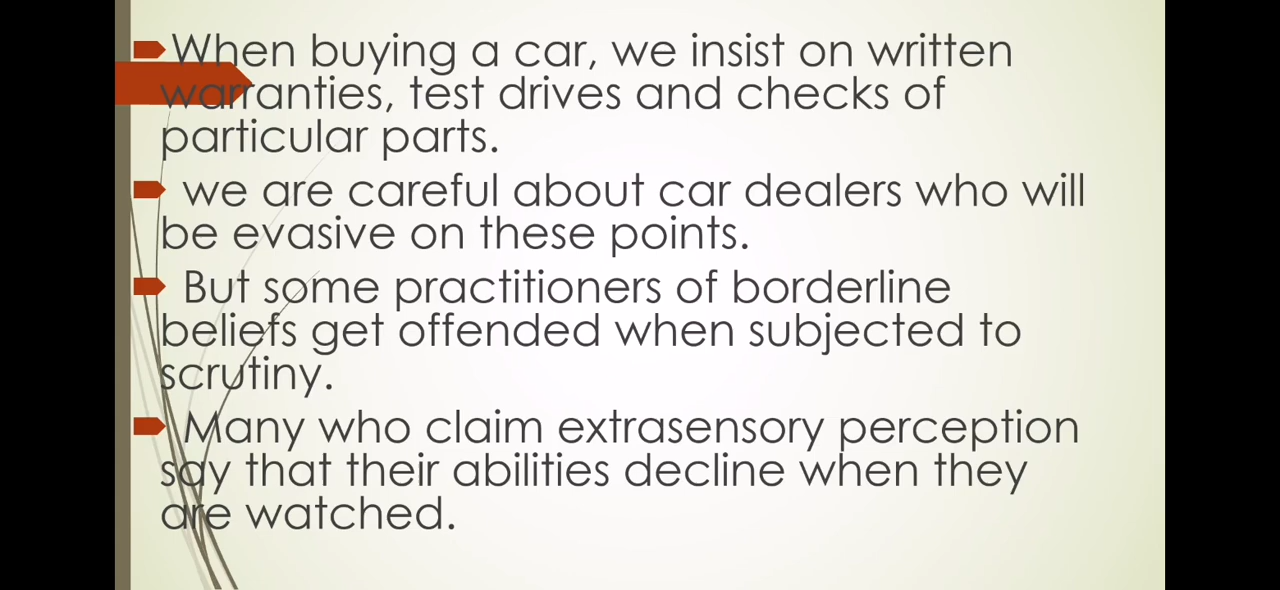 When buying a car, we insist on written
warranties, test drives and checks of
particular parts.
we are careful about car dealers who will
be evasive on these points.
But some practitioners of borderline
beliefs get offended when subjected to
scrutiny.
Many who claim extrasensory perception
say that their abilities decline when they
are watched.